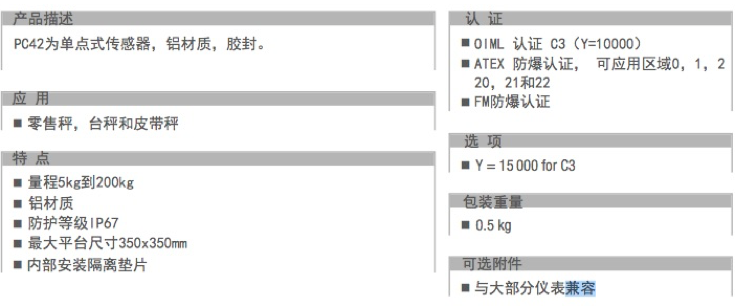 产品描述
PC42为单点式传感器，铝材质，胶封。
应 用
■ 零售秤，台秤和皮带秤
特 点
■ 量程5kg到200kg
■ 铝材质
■ 防护等级IP67
■ 最大平台尺寸350x350mm
■ 内部安装隔离垫片
认 证
■ OIML 认证 C3（Y=10000）
■ ATEX 防爆认证， 可应用区域0，1，2
20，21和22
■ FM防爆认证
选 项
■ Y = 15000 for C3
包装重量
■ 0.5 kg
可选附件
■ 与大部分仪表兼容